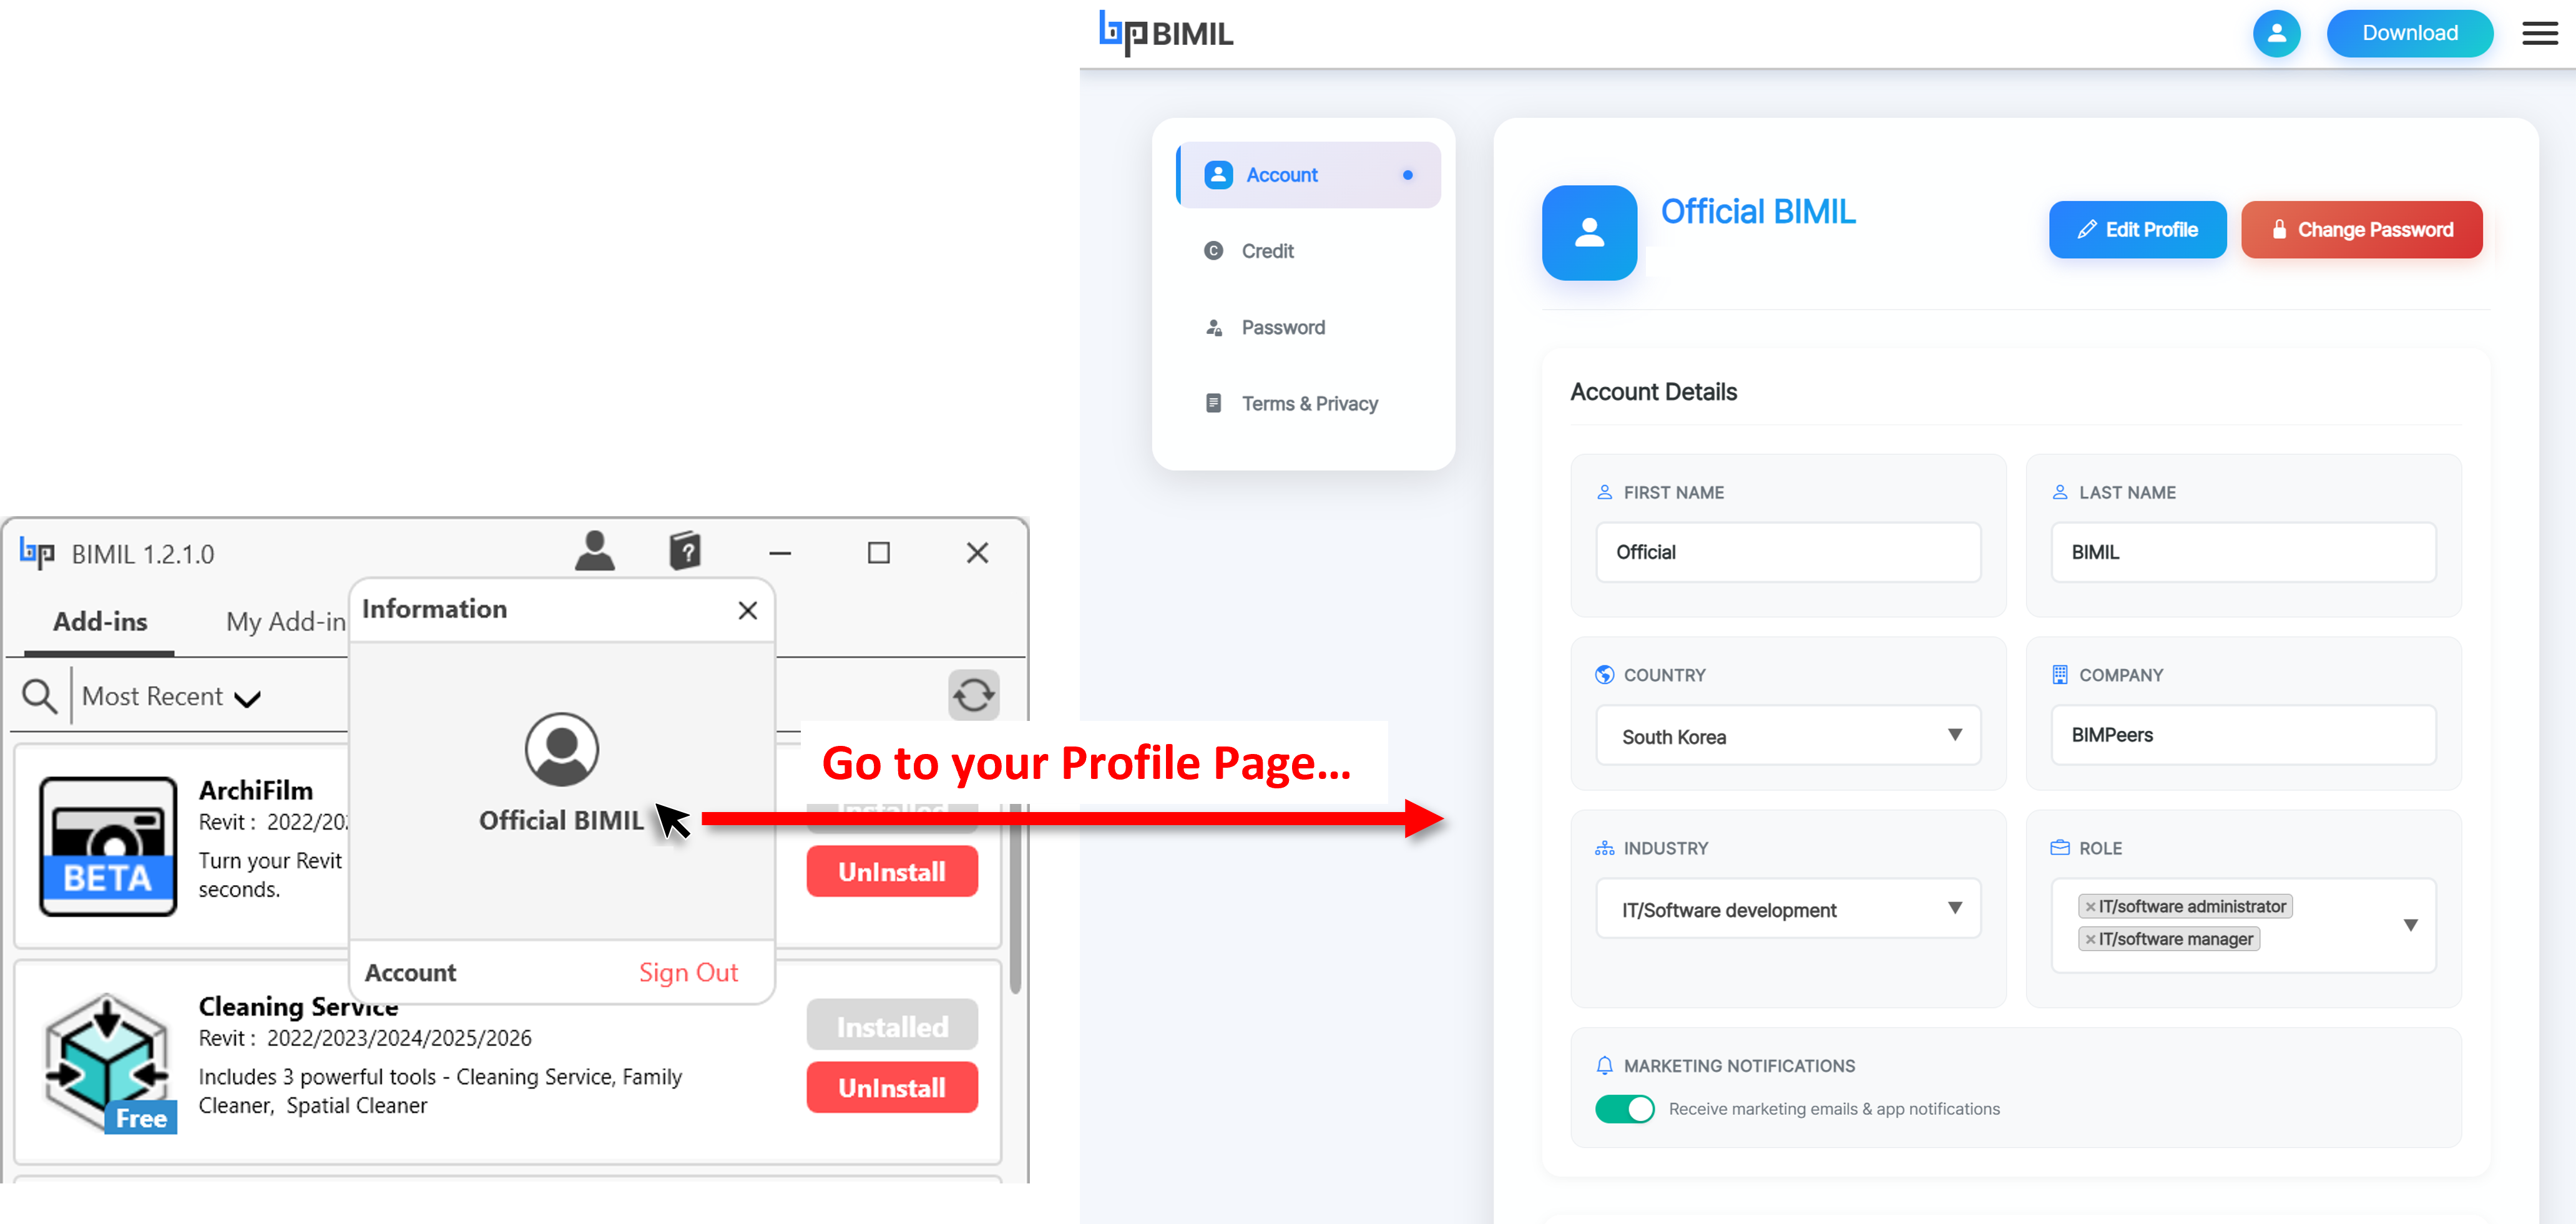 bp BIMIL
Download
Account
Credit
Password
Terms & Privacy
Official BIMIL
Edit Profile
Change Password
Account Details
FIRST NAME
Official
LAST NAME
BIMIL
COUNTRY
South Korea
COMPANY
BIMPeers
INDUSTRY
IT/Software development
ROLE
×IT/software administrator
×IT/software manager
MARKETING NOTIFICATIONS
Receive marketing emails & app notifications
bp BIMIL 1.2.1.0
Add-ins
My Add-in
Most Recent
Information
Official BIMIL
Account
Sign Out
Go to your Profile Page...
ArchiFilm
Revit : 2022/202
Turn your Revit
seconds.
BETA
Installed
UnInstall
Cleaning Service
Revit : 2022/2023/2024/2025/2026
Includes 3 powerful tools - Cleaning Service, Family
Cleaner, Spatial Cleaner
Free
Installed
UnInstall